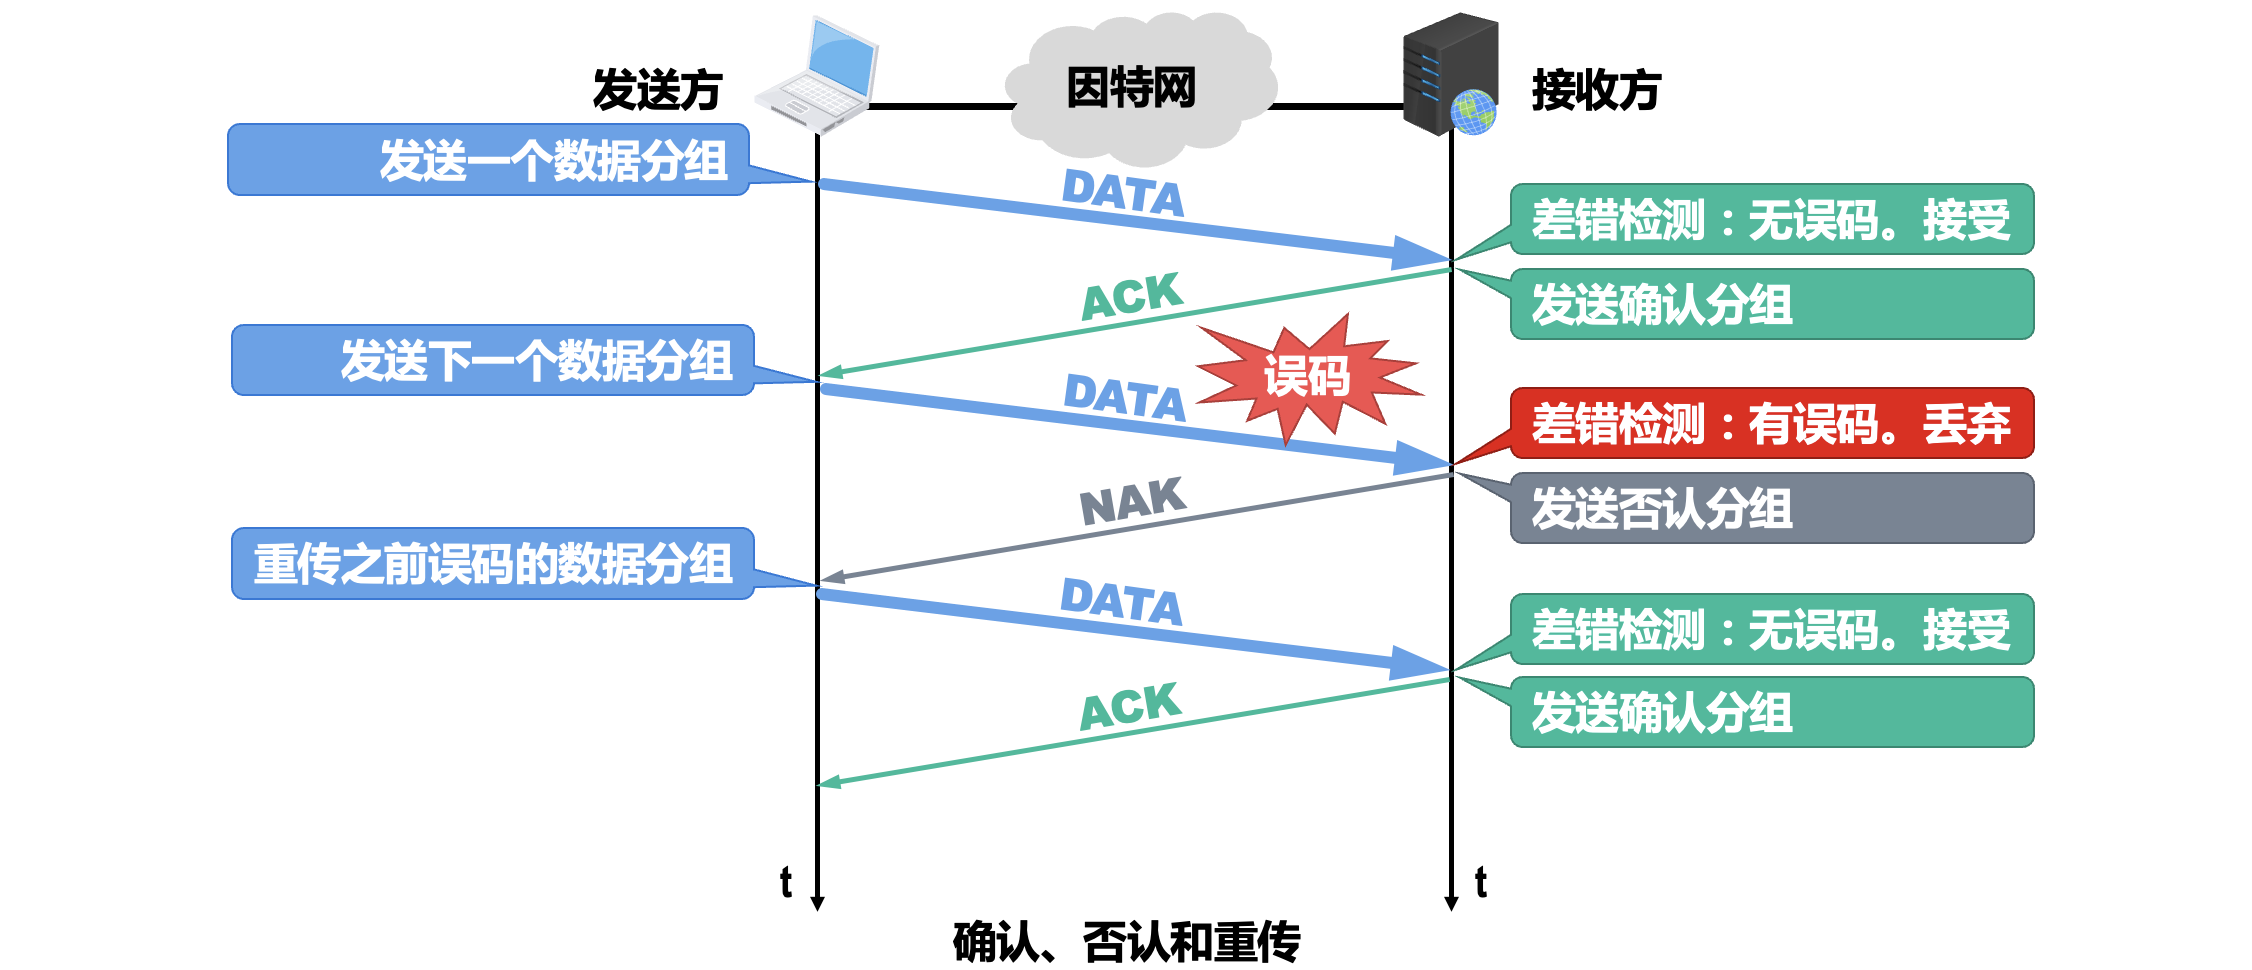 发送方
因特网
接收方
发送一个数据分组
DATA
差错检测：无误码。接受
ACK
发送确认分组
发送下一个数据分组
误码
DATA
差错检测：有误码。丢弃
NAK
发送否认分组
重传之前误码的数据分组
DATA
差错检测：无误码。接受
ACK
发送确认分组
t
t
确认、否认和重传